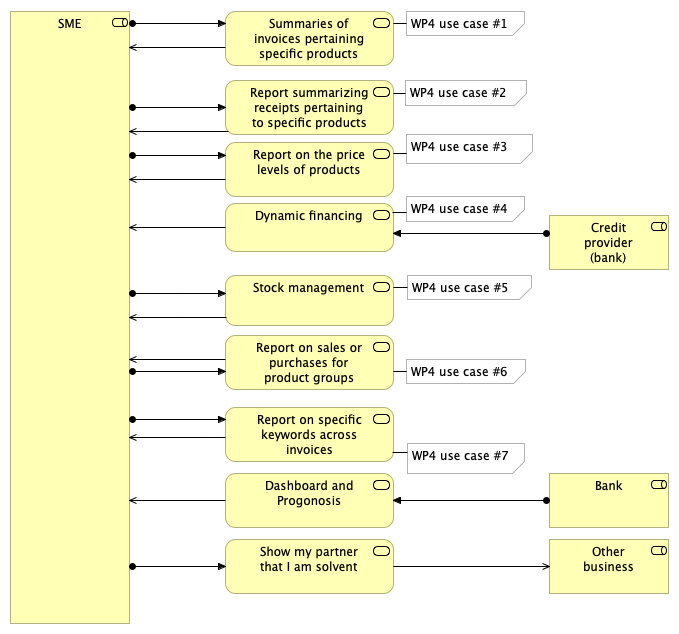 SME
Summaries of
invoices pertaining
specific products
WP4 use case #1
Report summarizing
receipts pertaining
to specific products
WP4 use case #2
Report on the price
levels of products
WP4 use case #3
Dynamic financing
WP4 use case #4
Credit
provider
(bank)
Stock management
WP4 use case #5
Report on sales or
purchases for
product groups
WP4 use case #6
Report on specific
keywords across
invoices
WP4 use case #7
Dashboard and
Progonosis
Bank
Show my partner
that I am solvent
Other
business